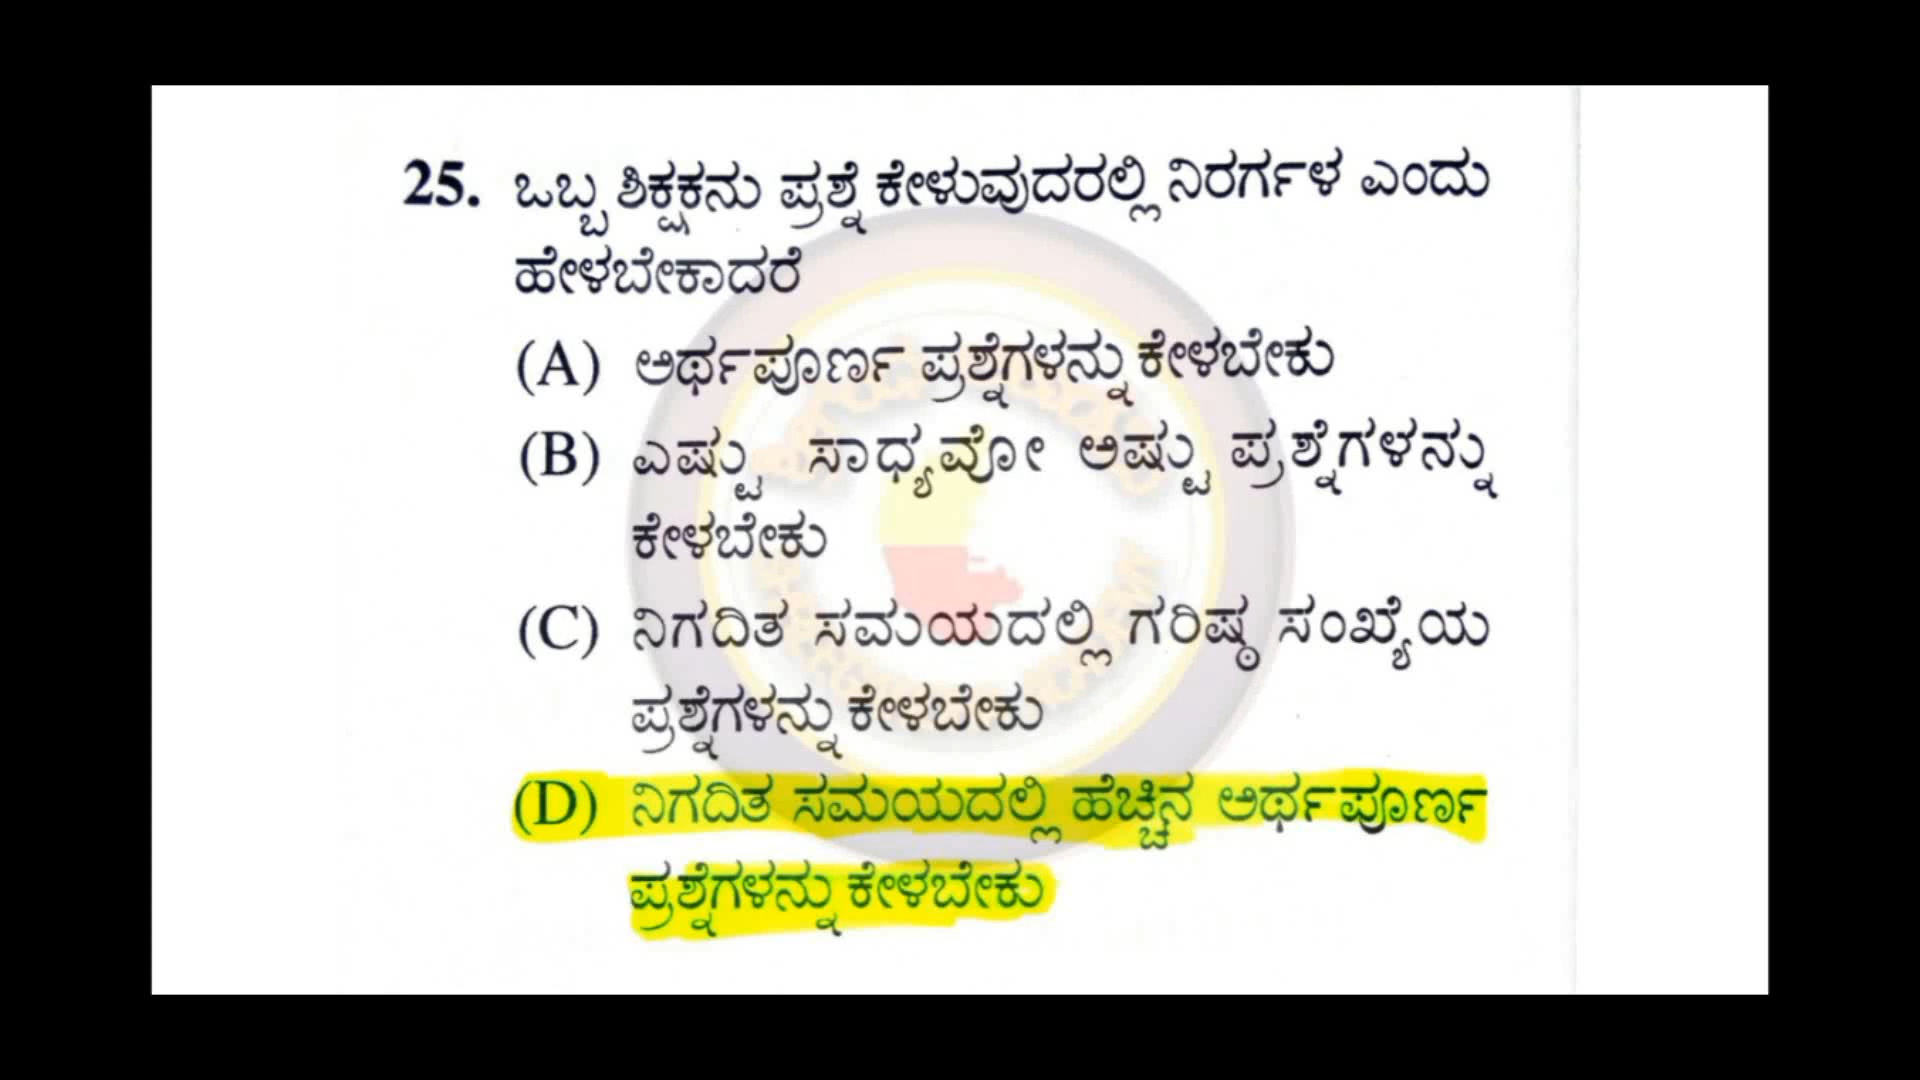 25. ಒಬ್ಬ ಶಿಕ್ಷಕನು ಪ್ರಶ್ನೆ ಕೇಳುವುದರಲ್ಲಿ ನಿರರ್ಗಳ ಎಂದು
ಹೇಳಬೇಕಾದರೆ
(A) ಅರ್ಥಪೂರ್ಣ ಪ್ರಶ್ನೆಗಳನ್ನು ಕೇಳಬೇಕು
(B) ಎಷ್ಟು ಸಾಧ್ಯವೋ ಅಷ್ಟು ಪ್ರಶ್ನೆಗಳನ್ನು
ಕೇಳಬೇಕು
(C) ನಿಗದಿತ ಸಮಯದಲ್ಲಿ ಗರಿಷ್ಠ ಸಂಖ್ಯೆಯ
ಪ್ರಶ್ನೆಗಳನ್ನು ಕೇಳಬೇಕು
(D) ನಿಗದಿತ ಸಮಯದಲ್ಲಿ ಹೆಚ್ಚಿನ ಅರ್ಥಪೂರ್ಣ
ಪ್ರಶ್ನೆಗಳನ್ನು ಕೇಳಬೇಕು